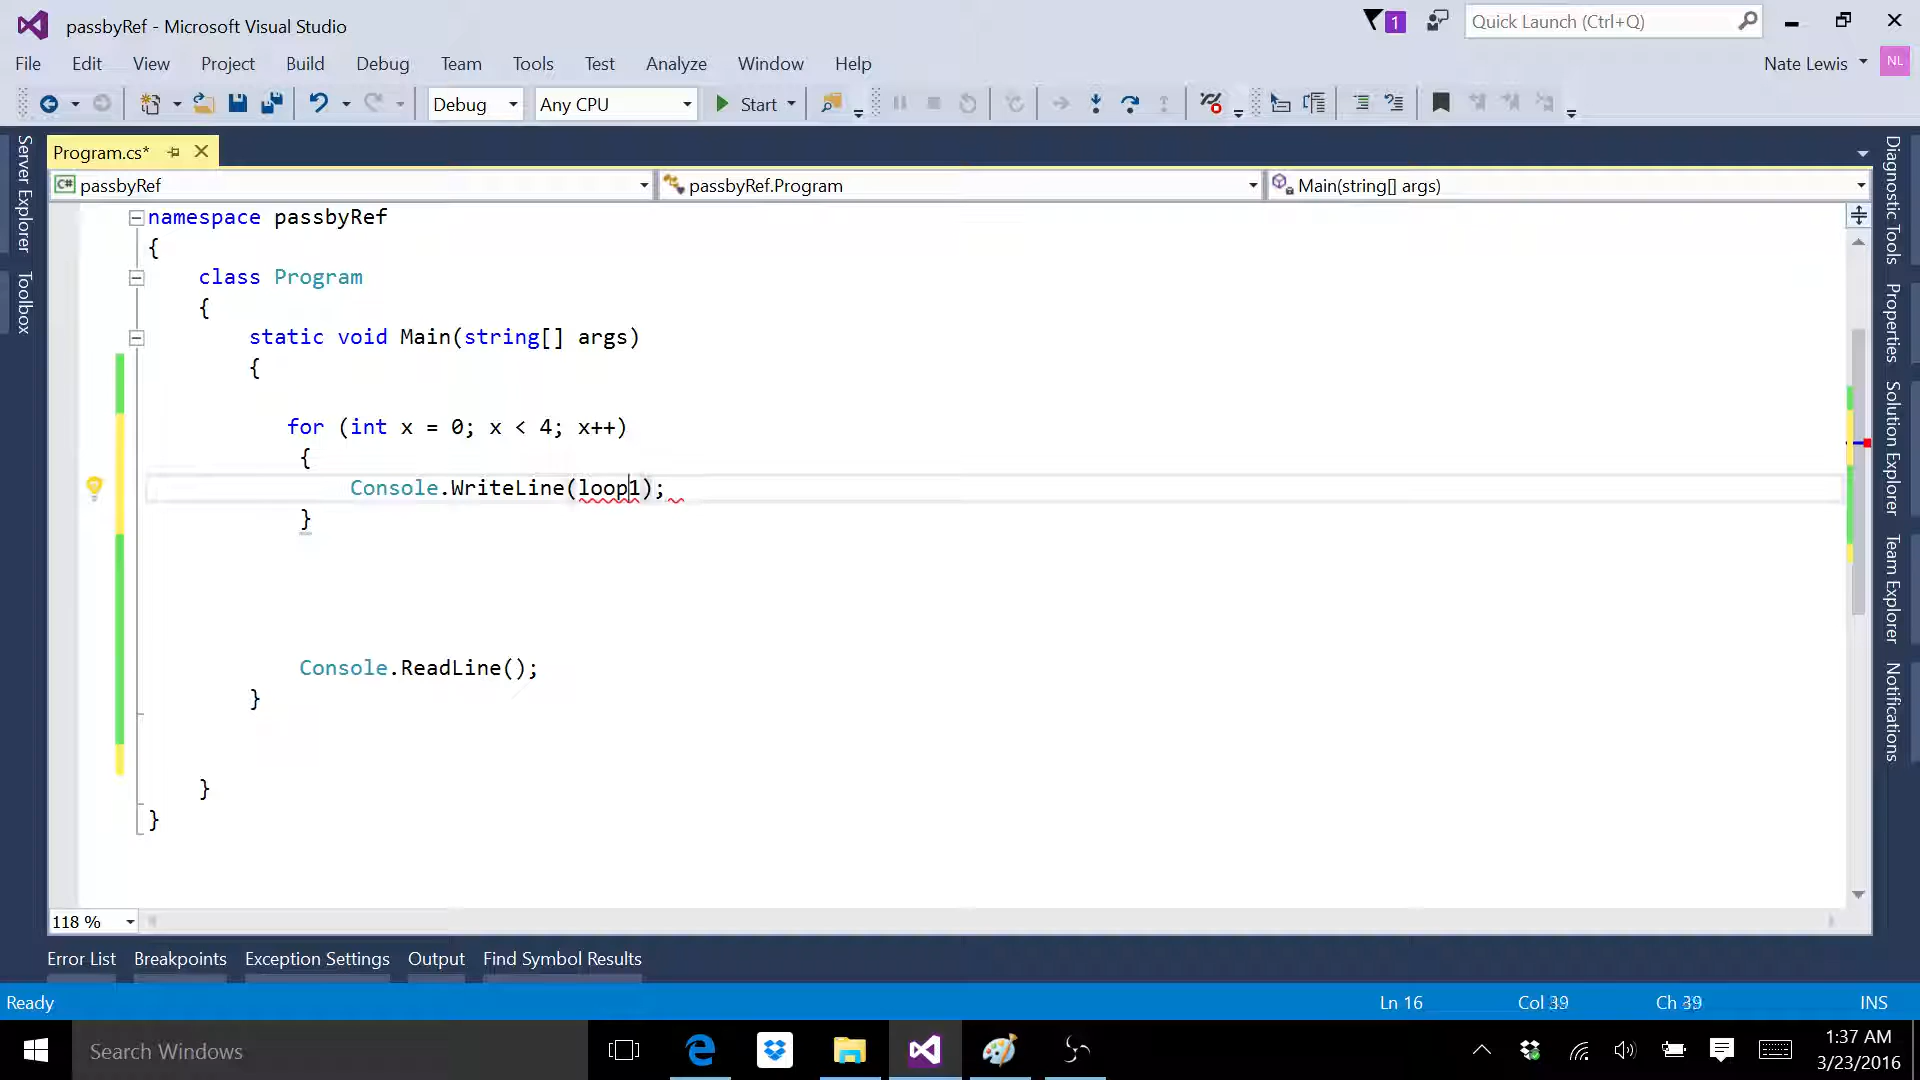 passbyRef - Microsoft Visual Studio
1
Quick Launch (Ctrl+Q)
File Edit View Project Build Debug Team Tools Test Analyze Window Help
Nate Lewis
NL
Debug
Any CPU
Start
Server Explorer
Toolbox
Program.cs*
C# passbyRef
passbyRef.Program
Main(string[] args)
namespace passbyRef
{
class Program
{
static void Main(string[] args)
{
for (int x = 0; x < 4; x++)
{
Console.WriteLine(loop1);
}
Console.ReadLine();
}
}
}
118 %
Diagnostic Tools
Properties
Solution Explorer
Team Explorer
Notifications
Error List Breakpoints Exception Settings Output Find Symbol Results
Ready
Ln 16
Col 39
Ch 39
INS
Search Windows
1:37 AM
3/23/2016